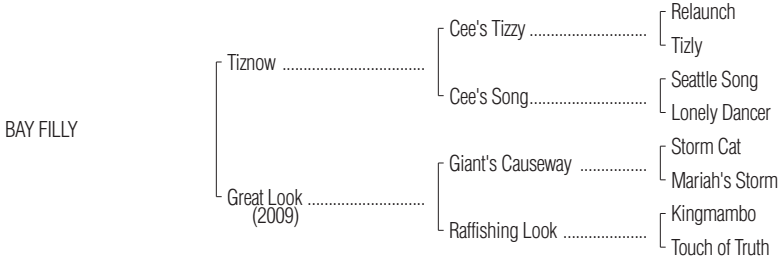 Relaunch
Cee's Tizzy ..............................
Tizly
Tiznow .....................................
Seattle Song
Cee's Song..............................
Lonely Dancer
BAY FILLY
Storm Cat
Giant's Causeway .................
Mariah's Storm
Great Look ..............................
(2009)
Kingmambo
Raffishing Look .....................
Touch of Truth